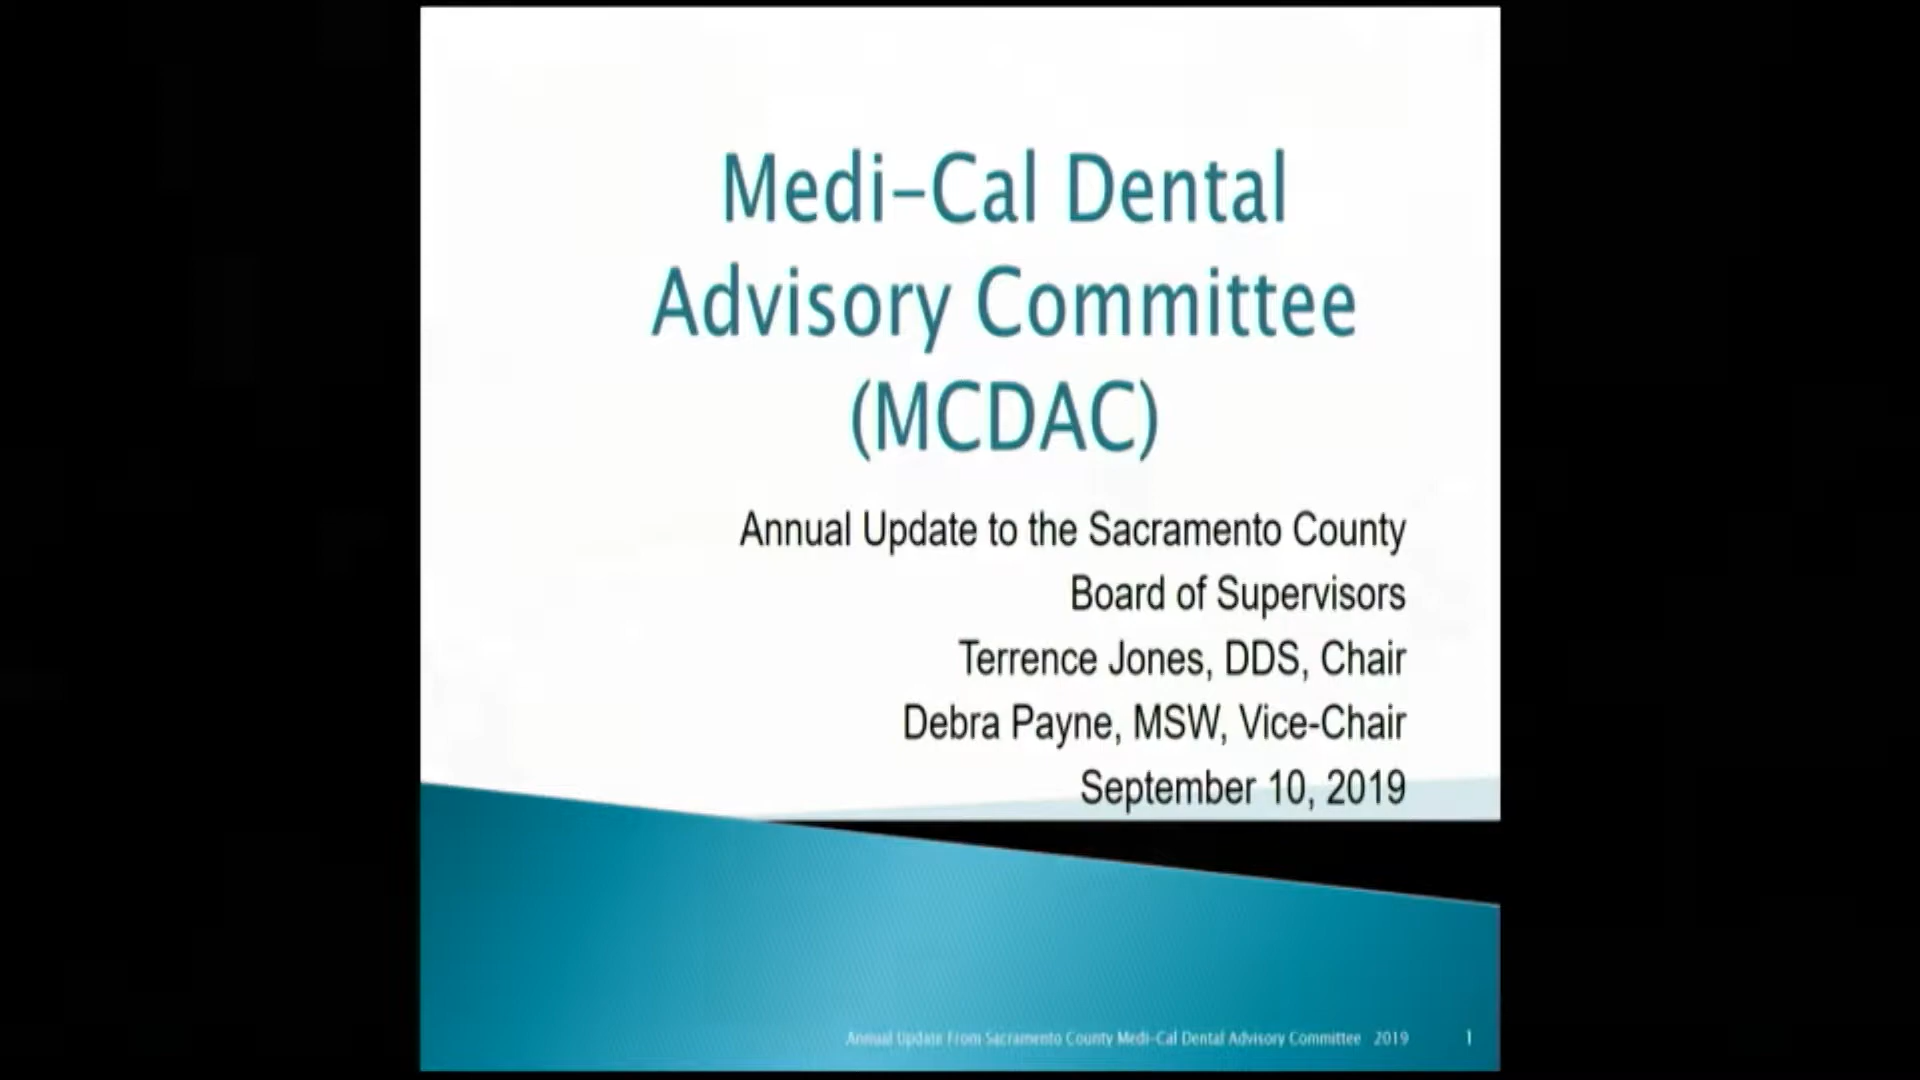 Medi-Cal Dental
Advisory Committee
(MCDAC)
Annual Update to the Sacramento County
Board of Supervisors
Terrence Jones, DDS, Chair
Debra Payne, MSW, Vice-Chair
September 10, 2019
Annual Update From Sacramento County Medi-Cal Dental Advisory Committee 2019 1